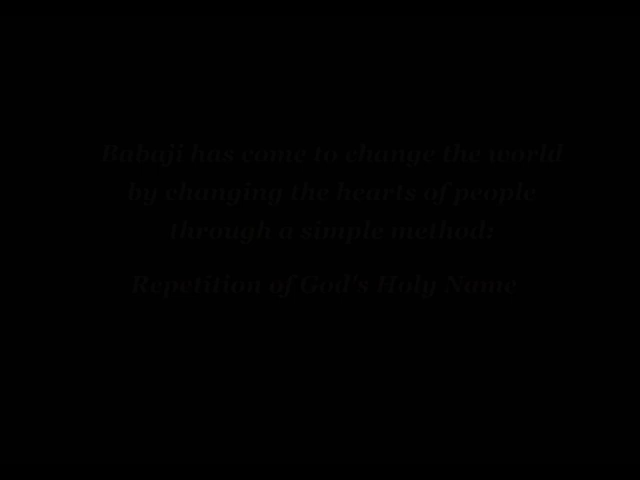 Babaji has come to change the world
by changing the hearts of people
through a simple method:
Repetition of God's Holy Name